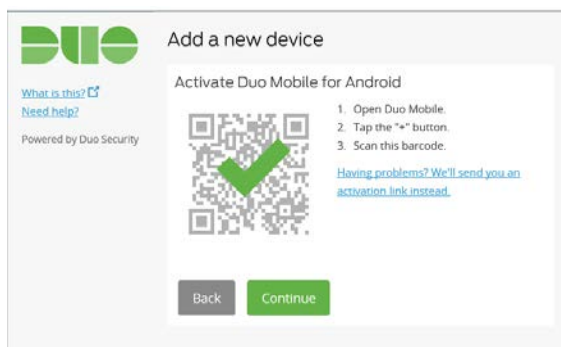 DUO
Add a new device
What is this?
Need help?
Powered by Duo Security
Activate Duo Mobile for Android
1. Open Duo Mobile.
2. Tap the "+" button.
3. Scan this barcode.
Having problems? We'll send you an
activation link instead.
Back
Continue